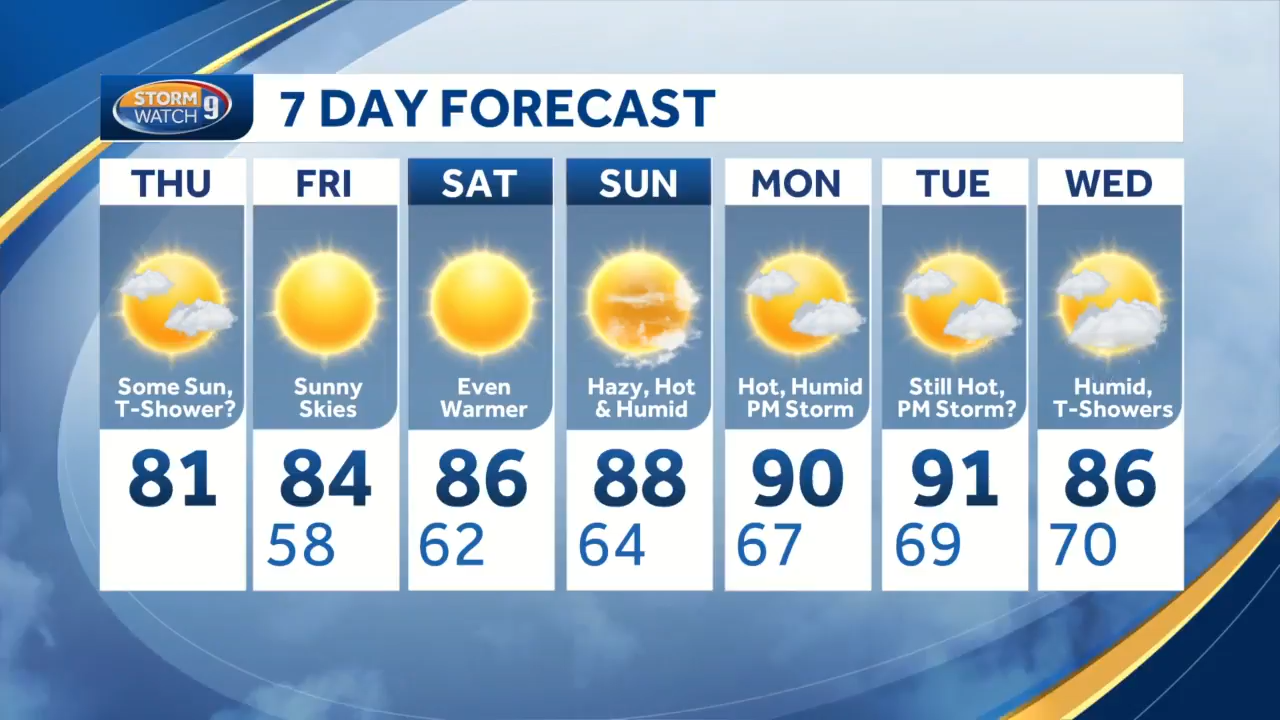 STORM
WATCH 9
7 DAY FORECAST
THU
FRI
SAT
SUN
MON
TUE
WED
Some Sun,
T-Shower?
Sunny
Skies
Even
Warmer
Hazy, Hot
& Humid
Hot, Humid
PM Storm
Still Hot,
PM Storm?
Humid,
T-Showers
81
84
86
88
90
91
86
58
62
64
67
69
70